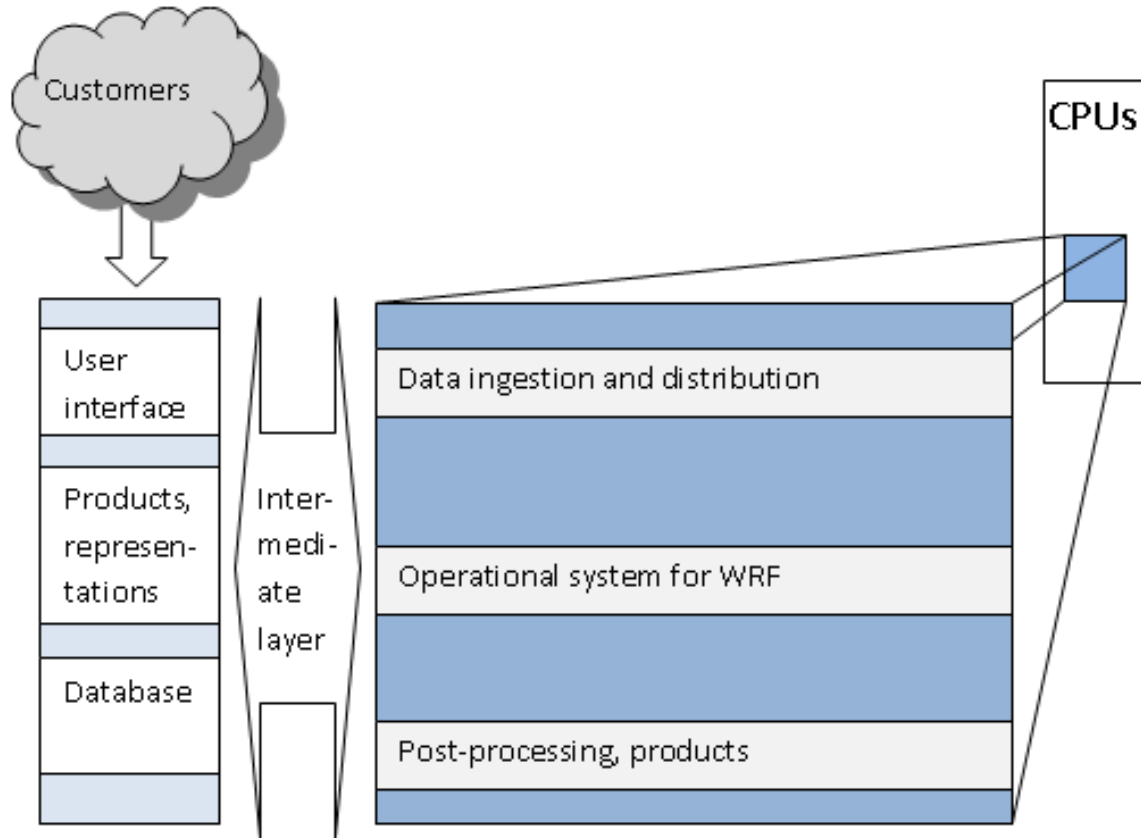 Customers
CPUs
User
interface
Products,
represen-
tations
Database
Inter-
medi-
ate
layer
Data ingestion and distribution
Operational system for WRF
Post-processing, products